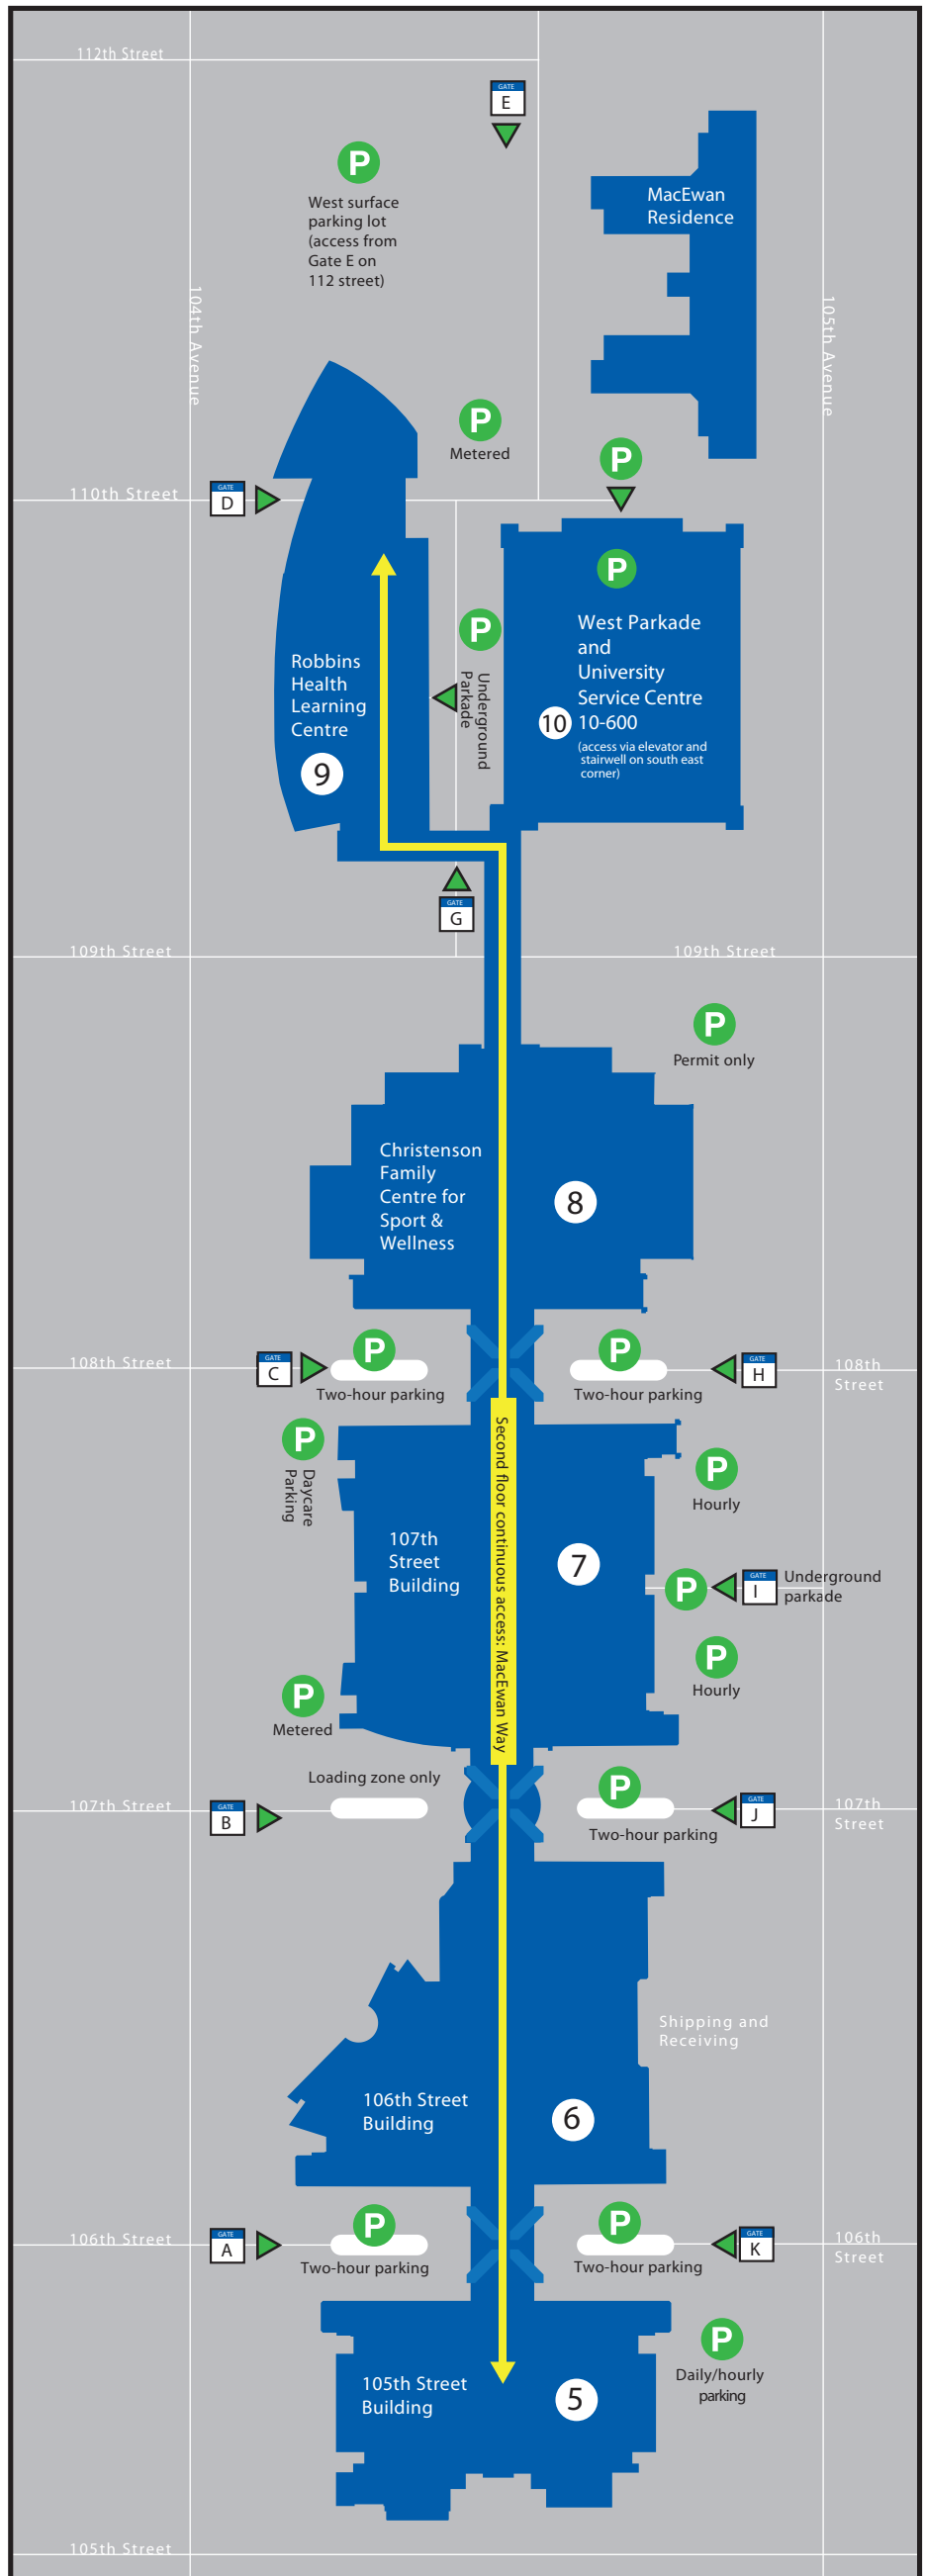 112th Street
GATE
E
P
West surface
parking lot
(access from
Gate E on
112 street)
MacEwan
Residence
104th Avenue
105th Avenue
P
Metered
P
110th Street
GATE
D
P
P
Underground
Parkade
West Parkade
and
University
Service Centre
10 10-600
(access via elevator and
stairwell on south east
corner)
Robbins
Health
Learning
Centre
9
GATE
G
109th Street
109th Street
P
Permit only
Christenson
Family
Centre for
Sport &
Wellness
8
108th Street
GATE
C
P
Two-hour parking
P
Two-hour parking
GATE
H
108th
Street
Second floor continuous access: MacEwan Way
P
Daycare
Parking
P
Hourly
107th
Street
Building
7
P
GATE
I
Underground
parkade
P
Hourly
P
Metered
Loading zone only
107th Street
GATE
B
P
Two-hour parking
GATE
J
107th
Street
Shipping and
Receiving
106th Street
Building
6
106th Street
GATE
A
P
Two-hour parking
P
Two-hour parking
GATE
K
106th
Street
P
Daily/hourly
parking
105th Street
Building
5
105th Street